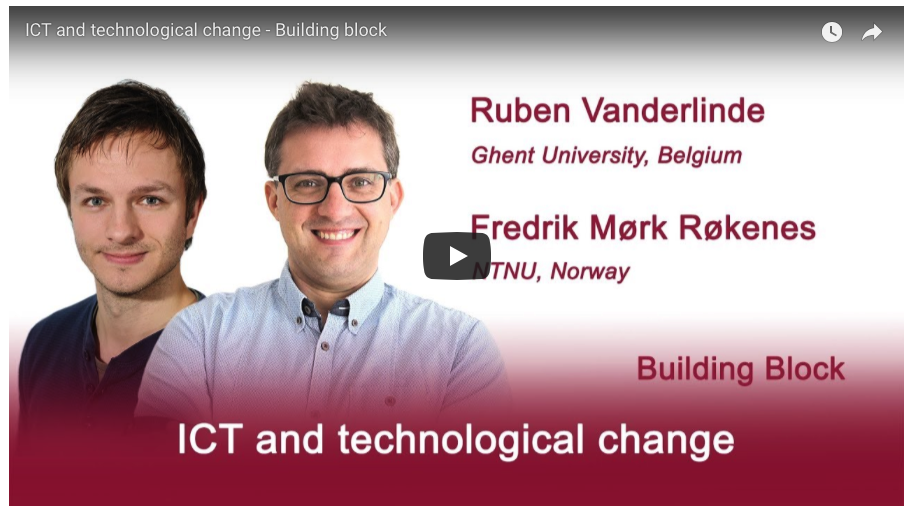 ICT and technological change - Building block
Ruben Vanderlinde
Ghent University, Belgium
Fredrik Mørk Røkenes
NTNU, Norway
Building Block
ICT and technological change